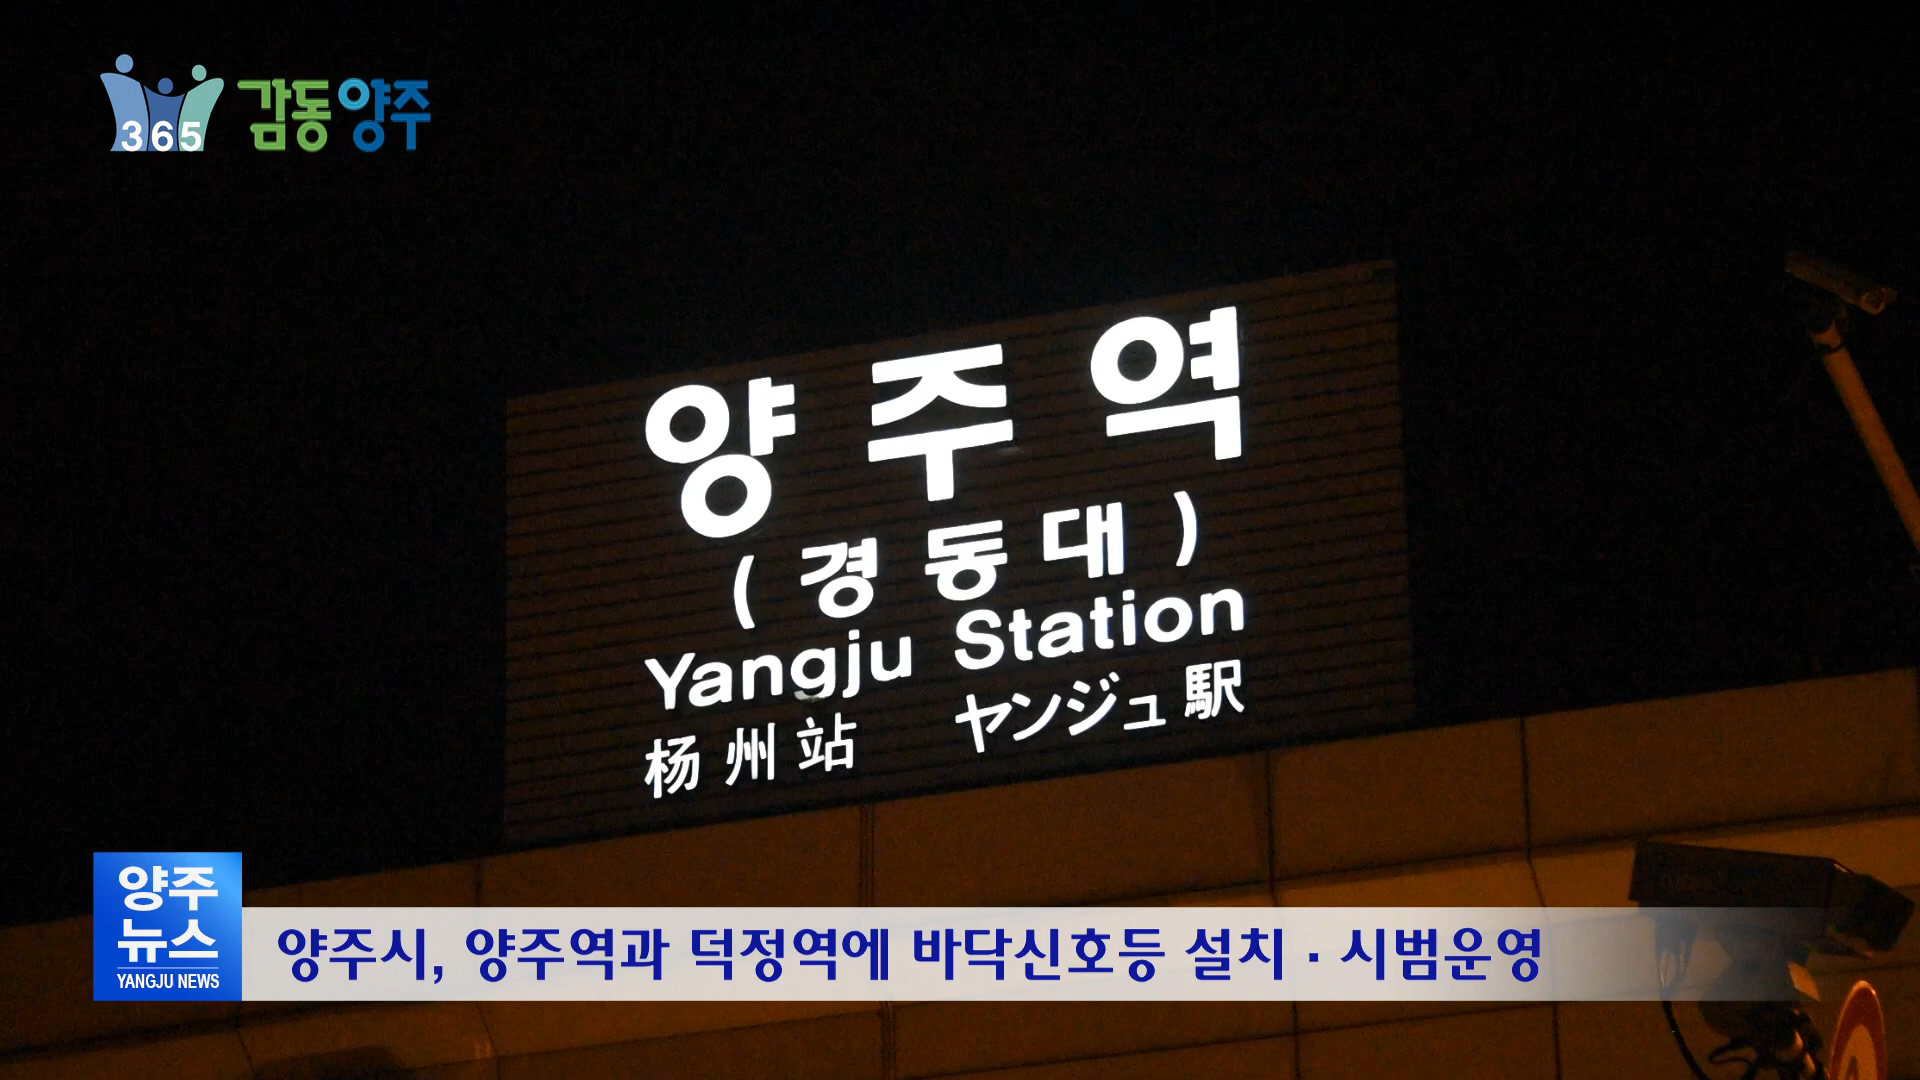 365 감동양주
양주역
(경동대)
Yangju Station
杨州站 ヤンジュ駅
양주
뉴스
YANGJU NEWS
양주시, 양주역과 덕정역에 바닥신호등 설치·시범운영